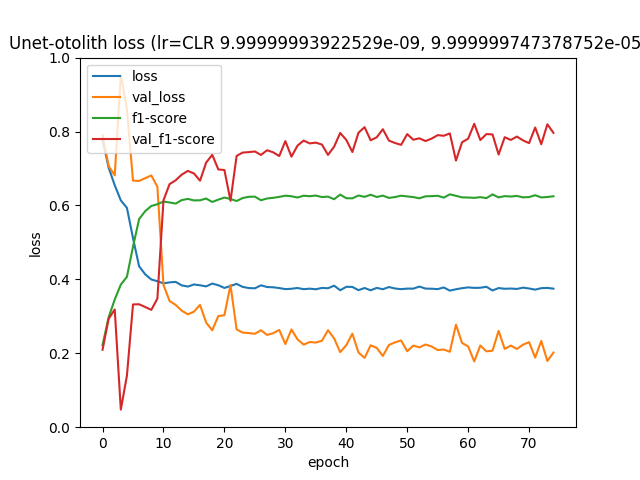 Unet-otolith loss (lr=CLR 9.99999993922529e-09, 9.999999747378752e-05
loss
val_loss
f1-score
val_f1-score
1.0
0.8
0.6
0.4
0.2
0.0
loss
0 10 20 30 40 50 60 70
epoch